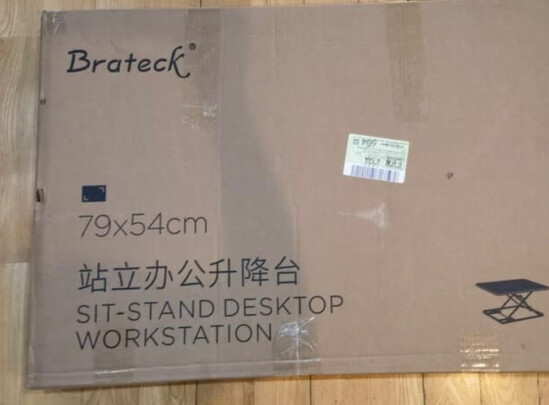 Brateck®
79x54cm
站立办公升降台
SIT-STAND DESKTOP
WORKSTATION